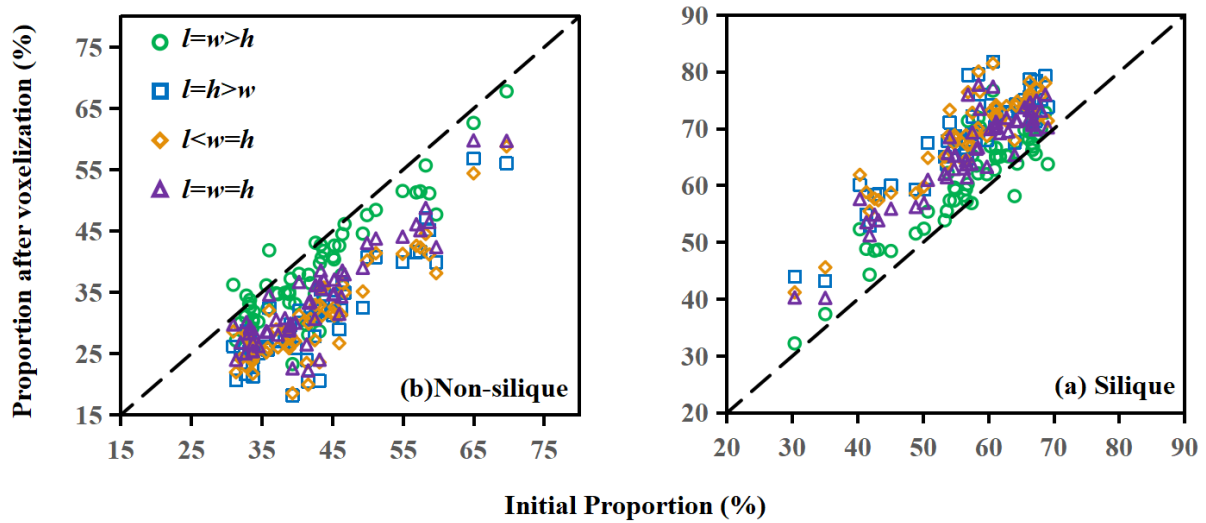 Proportion after voxelization (%)
75
65
55
45
35
25
15
l=w>h
l=h>w
l<w=h
l=w=h
(b)Non-silique
15 25 35 45 55 65 75
90
80
70
60
50
40
30
20
(a) Silique
20 30 40 50 60 70 80 90
Initial Proportion (%)